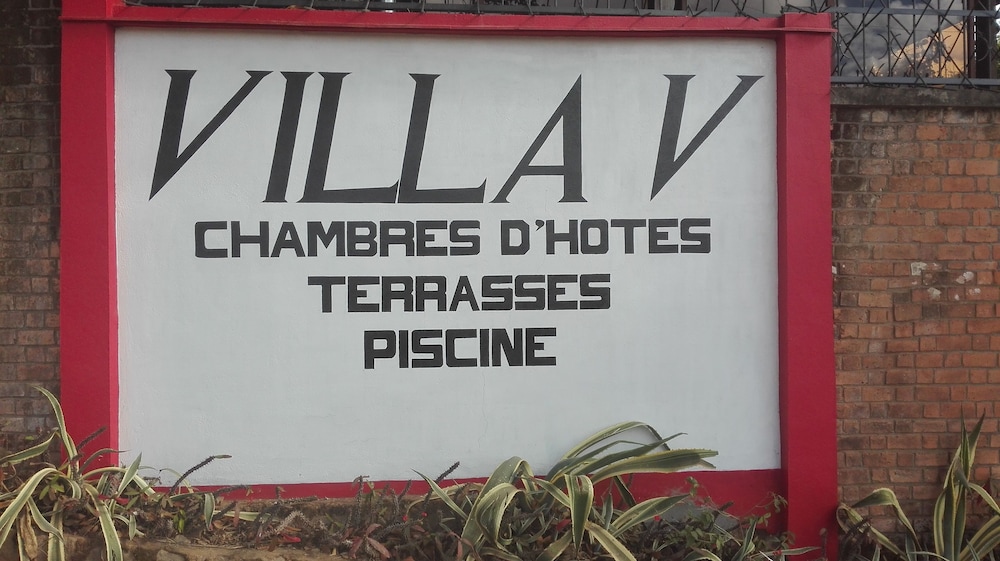 VILLA V
CHAMBRES D'HOTES
TERRASSES
PISCINE